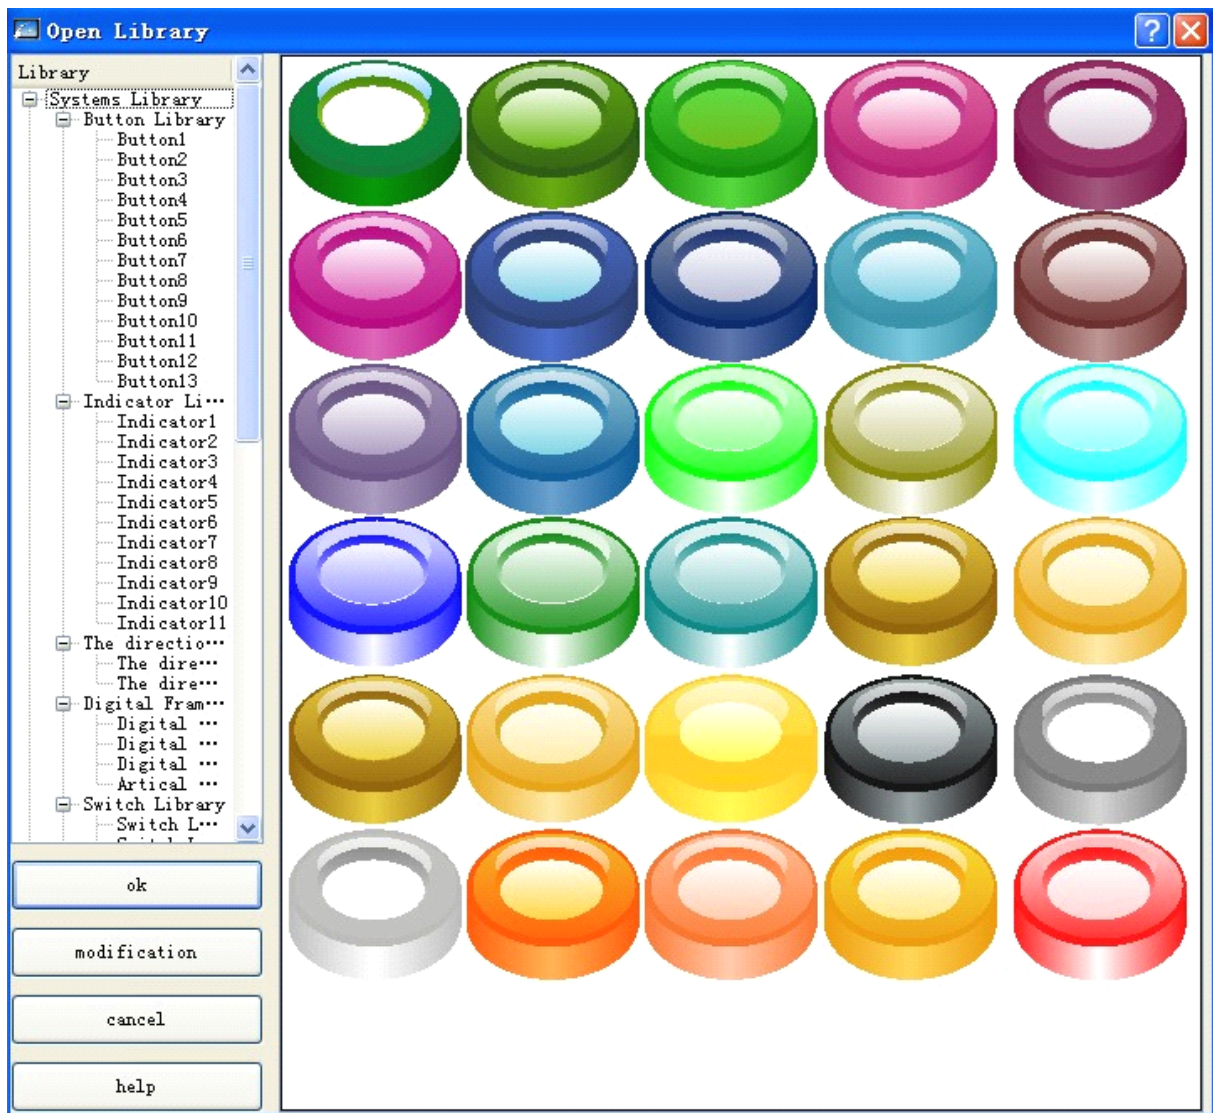 Open Library
Library
Systems Library
Button Library
Button1
Button2
Button3
Button4
Button5
Button6
Button7
Button8
Button9
Button10
Button11
Button12
Button13
Indicator Li···
Indicator1
Indicator2
Indicator3
Indicator4
Indicator5
Indicator6
Indicator7
Indicator8
Indicator9
Indicator10
Indicator11
The directio···
The dire···
The dire···
Digital Fram···
Digital ···
Digital ···
Digital ···
Artical ···
Switch Library
Switch L···
ok
modification
cancel
help